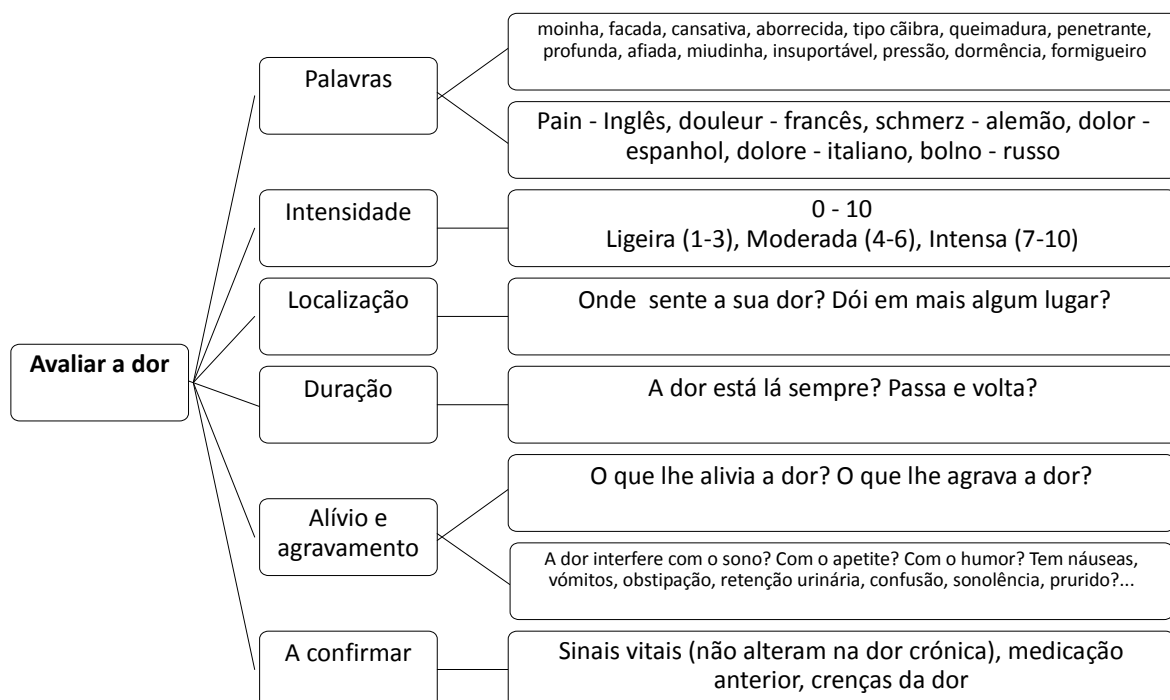 Avaliar a dor
Palavras
moinha, facada, cansativa, aborrecida, tipo cãibra, queimadura, penetrante,
profunda, afiada, miudinha, insuportável, pressão, dormência, formigueiro
Pain - Inglês, douleur - francês, schmerz - alemão, dolor -
espanhol, dolore - italiano, bolno - russo
Intensidade
0 - 10
Ligeira (1-3), Moderada (4-6), Intensa (7-10)
Localização
Onde sente a sua dor? Dói em mais algum lugar?
Duração
A dor está lá sempre? Passa e volta?
Alívio e
agravamento
O que lhe alivia a dor? O que lhe agrava a dor?
A dor interfere com o sono? Com o apetite? Com o humor? Tem náuseas,
vómitos, obstipação, retenção urinária, confusão, sonolência, prurido?...
A confirmar
Sinais vitais (não alteram na dor crónica), medicação
anterior, crenças da dor